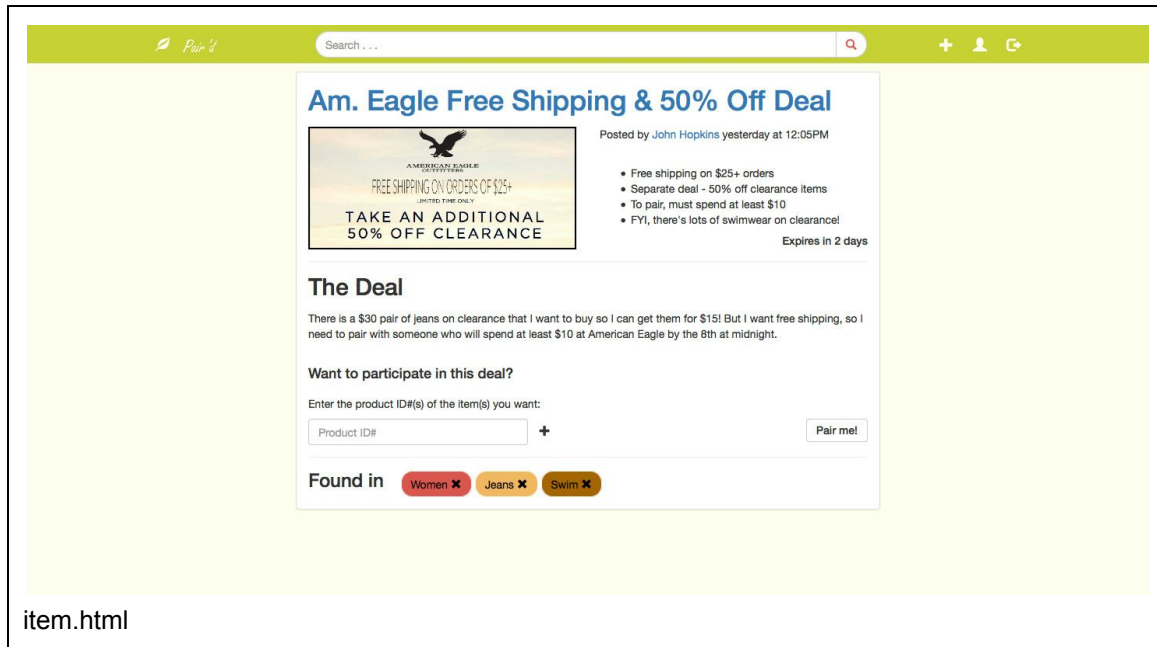 Pair'd
Search . . .
Am. Eagle Free Shipping & 50% Off Deal
AMERICAN EAGLE
OUTFITTERS
FREE SHIPPING ON ORDERS OF $25+
LIMITED TIME ONLY
TAKE AN ADDITIONAL
50% OFF CLEARANCE
Posted by John Hopkins yesterday at 12:05PM
• Free shipping on $25+ orders
• Separate deal - 50% off clearance items
• To pair, must spend at least $10
• FYI, there's lots of swimwear on clearance!
Expires in 2 days
The Deal
There is a $30 pair of jeans on clearance that I want to buy so I can get them for $15! But I want free shipping, so I
need to pair with someone who will spend at least $10 at American Eagle by the 8th at midnight.
Want to participate in this deal?
Enter the product ID#(s) of the item(s) you want:
Product ID#
Pair me!
Found in Women Jeans Swim
item.html